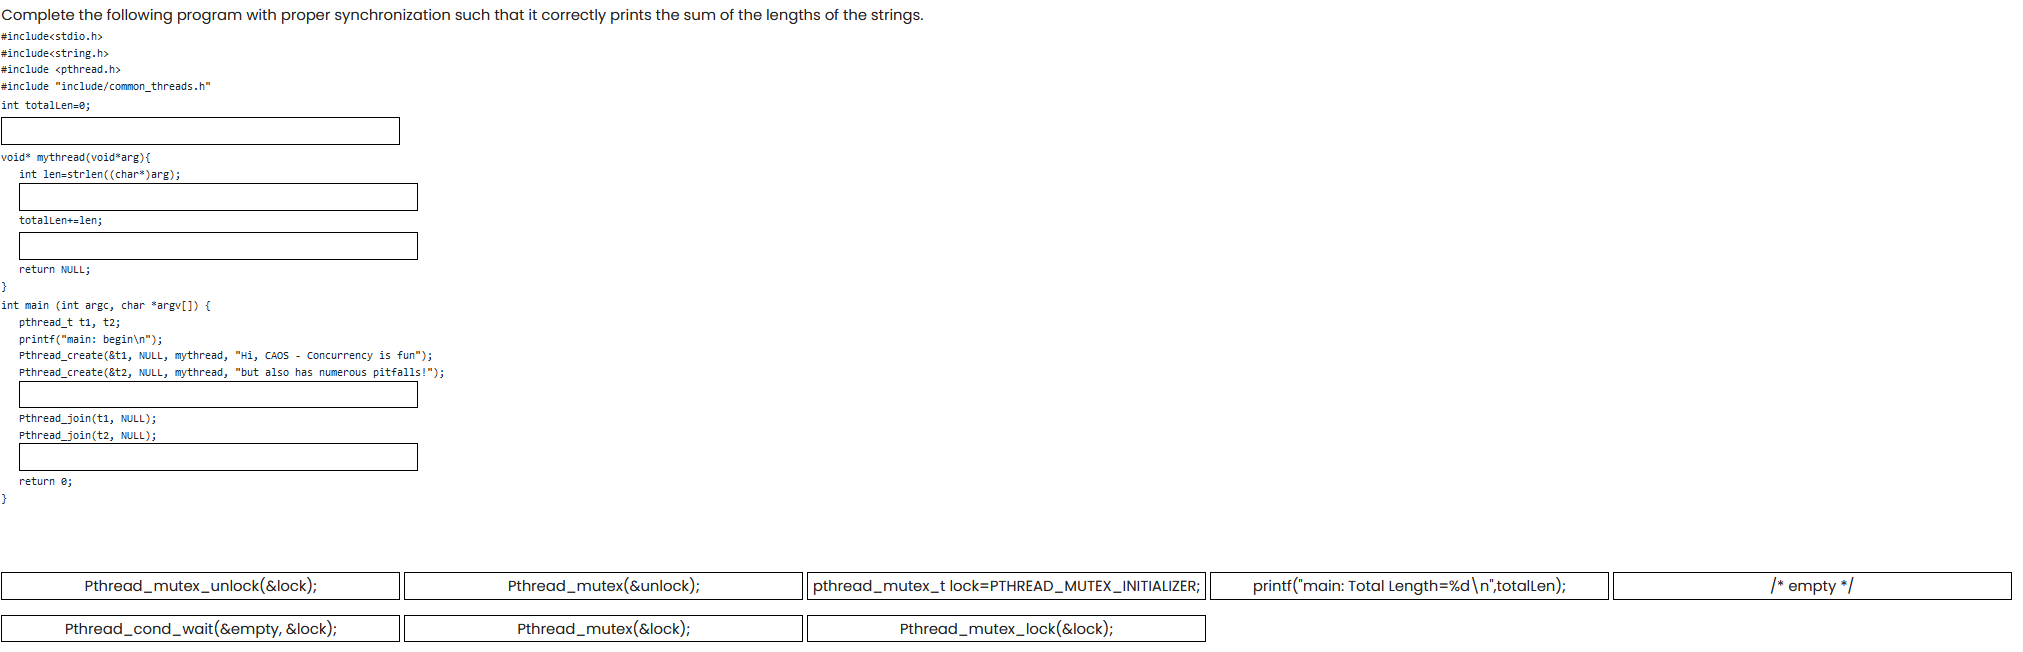 Complete the following program with proper synchronization such that it correctly prints the sum of the lengths of the strings.
#include<stdio.h>
#include<string.h>
#include <pthread.h>
#include "include/common_threads.h"
int totalLen=0;
void* mythread(void*arg){
int len=strlen((char*)arg);
totalLen+=len;
return NULL;
}
int main (int argc, char *argv[]) {
pthread_t t1, t2;
printf("main: begin\n");
Pthread_create(&t1, NULL, mythread, "Hi, CAOS - Concurrency is fun");
Pthread_create(&t2, NULL, mythread, "but also has numerous pitfalls!");
Pthread_join(t1, NULL);
Pthread_join(t2, NULL);
return 0;
}
Pthread_mutex_unlock(&lock); Pthread_mutex(&unlock); pthread_mutex_t lock=PTHREAD_MUTEX_INITIALIZER; printf("main: Total Length=%d\n",totalLen); /* empty */
Pthread_cond_wait(&empty, &lock); Pthread_mutex(&lock); Pthread_mutex_lock(&lock);